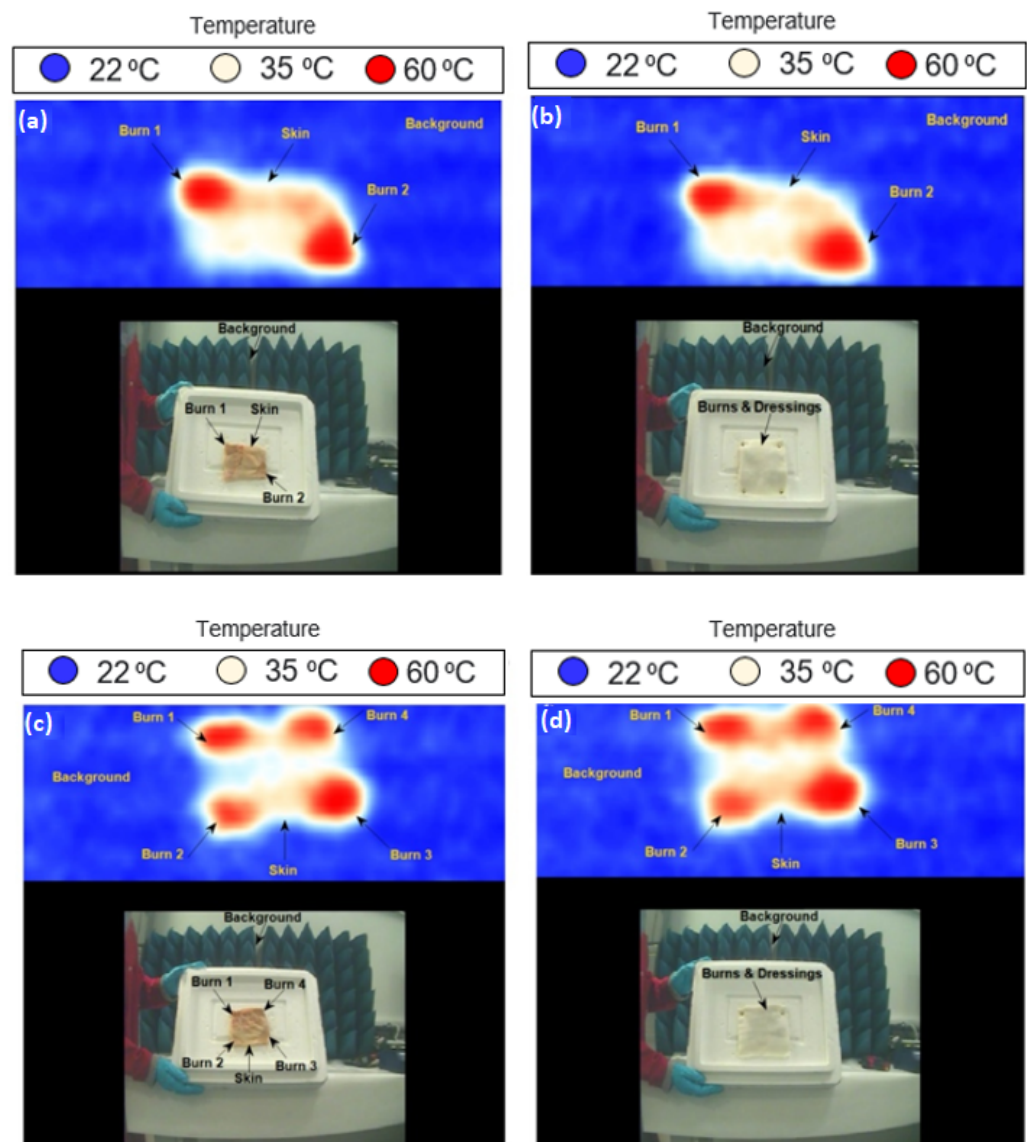 Temperature
22 ºC 35 ºC 60 ºC
(a)
Burn 1
Skin
Background
Burn 2
Background
Burn 1 Skin
Burn 2
Temperature
22 ºC 35 ºC 60 ºC
(b)
Burn 1
Skin
Background
Burn 2
Background
Burns & Dressings
Temperature
22 ºC 35 ºC 60 ºC
(c)
Burn 1
Burn 4
Background
Burn 2
Burn 3
Skin
Background
Burn 1
Burn 4
Burn 2
Burn 3
Skin
Temperature
22 ºC 35 ºC 60 ºC
(d)
Burn 1
Burn 4
Background
Burn 2
Burn 3
Skin
Background
Burns & Dressings